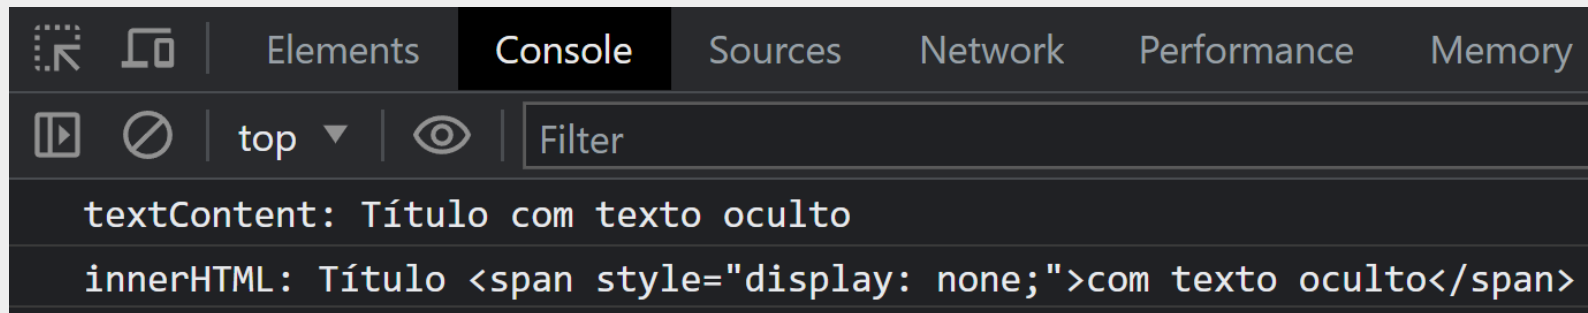 Elements Console Sources Network Performance Memory
top Filter
textContent: Título com texto oculto
innerHTML: Título <span style="display: none;">com texto oculto</span>